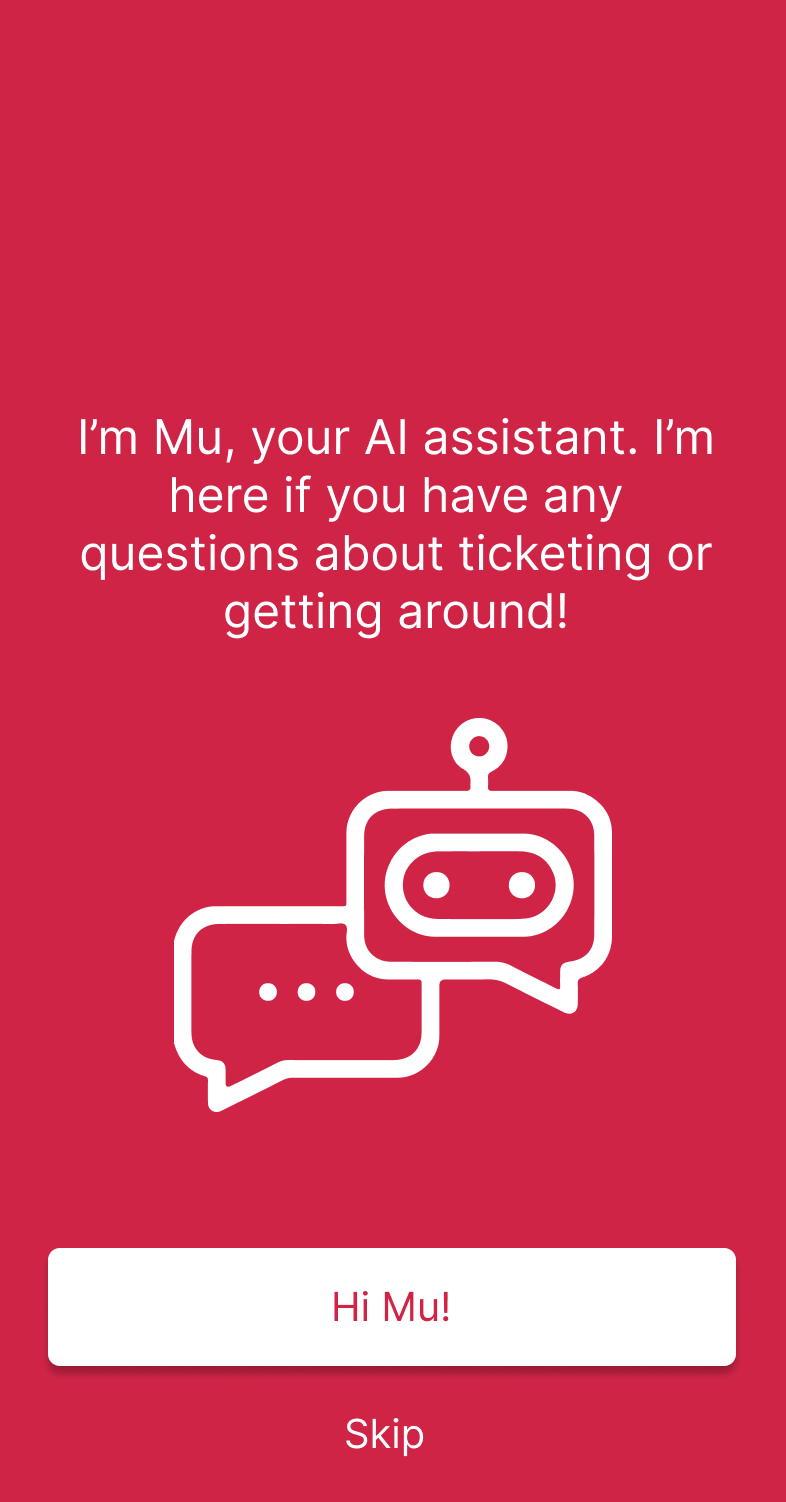 I’m Mu, your AI assistant. I’m
here if you have any
questions about ticketing or
getting around!
Hi Mu!
Skip